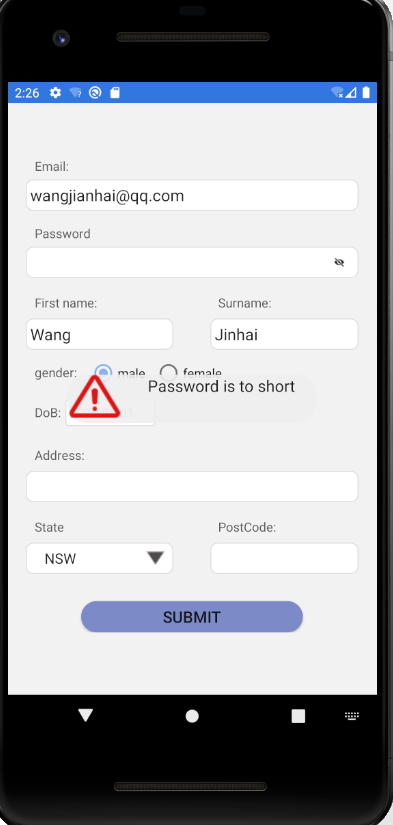 2:26
Email:
wangjianhai@qq.com
Password
First name: Surname:
Wang Jinhai
gender: male female
Password is to short
DoB:
Address:
State PostCode:
NSW
SUBMIT